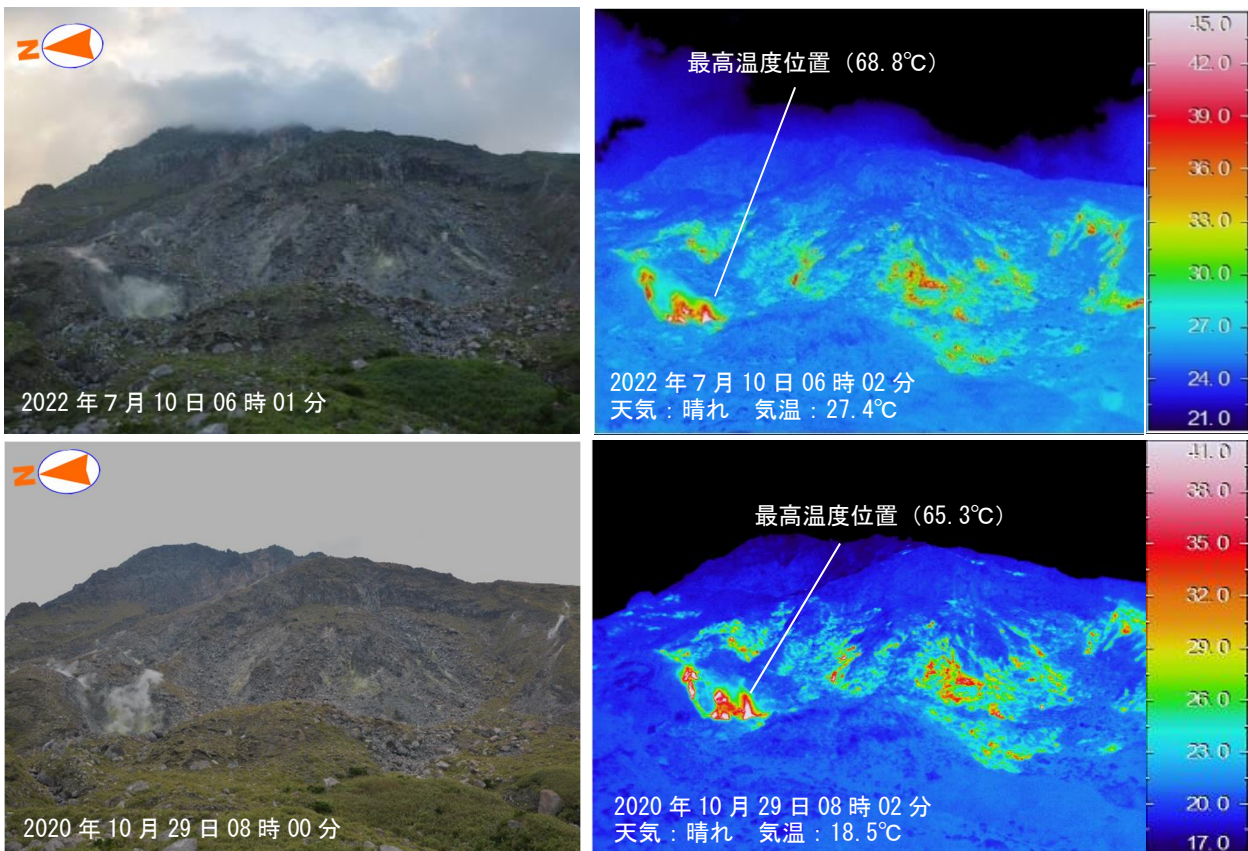 N
2022年7月10日06時01分
最高温度位置(68.8℃)
2022年7月10日06時02分
天気:晴れ 気温:27.4℃
45.0
42.0
39.0
36.0
33.0
30.0
27.0
24.0
21.0
N
2020年10月29日08時00分
最高温度位置(65.3℃)
2020年10月29日08時02分
天気:晴れ 気温:18.5℃
41.0
38.0
35.0
32.0
29.0
26.0
23.0
20.0
17.0